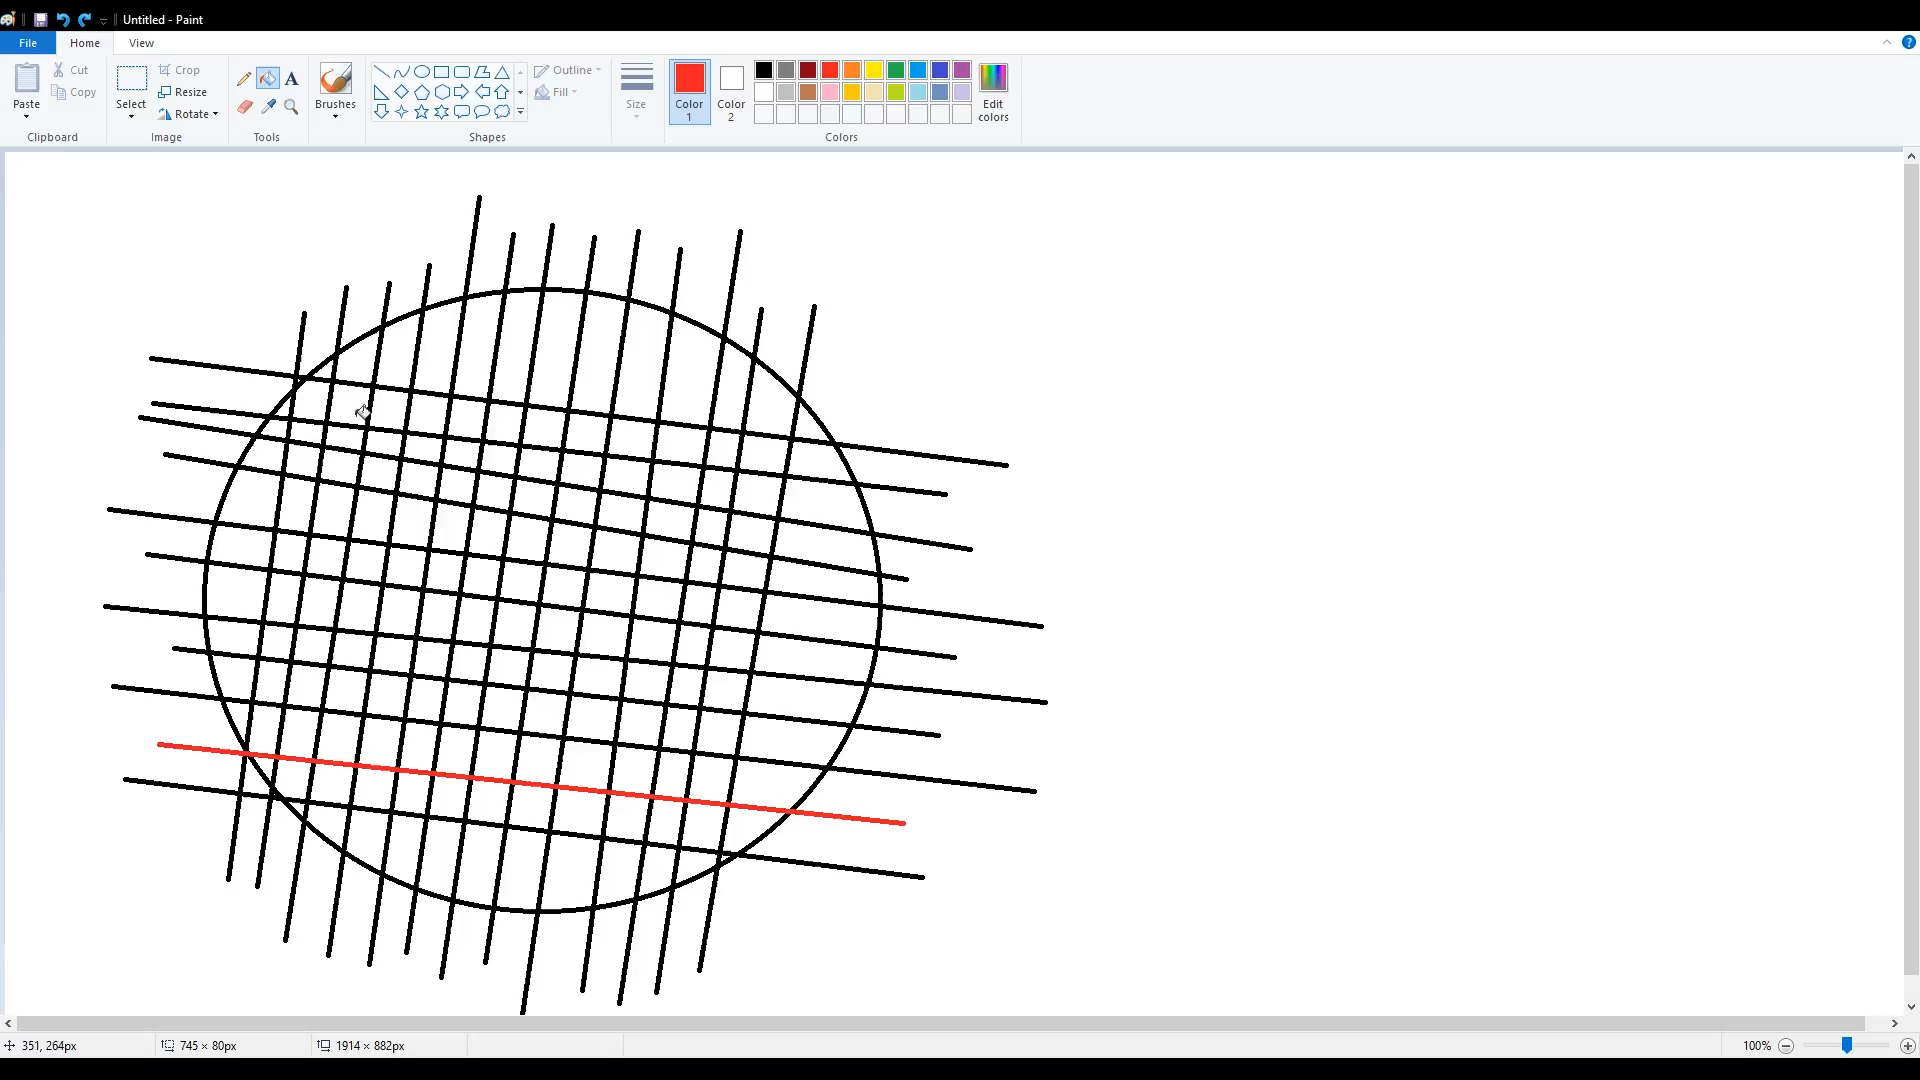 Untitled - Paint
File Home View
Paste
Cut
Copy
Clipboard
Select
Crop
Resize
Rotate
Image
A
Tools
Brushes
Shapes
Outline
Fill
Size
Color 1
Color 2
Edit colors
Colors
351, 264px
745 × 80px
1914 × 882px
100%